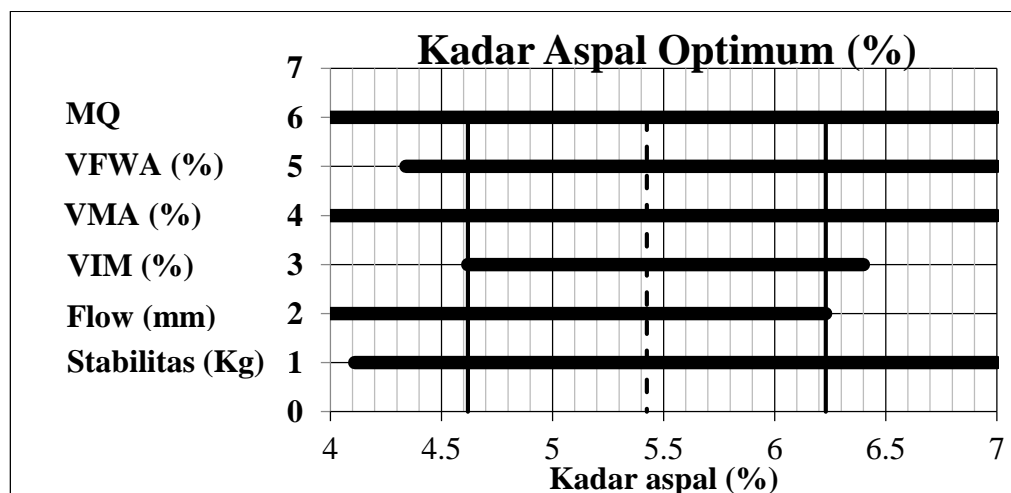 Kadar Aspal Optimum (%)
7
MQ 6
VFWA (%) 5
VMA (%) 4
VIM (%) 3
Flow (mm) 2
Stabilitas (Kg) 1
0
4 4.5 5 5.5 6 6.5 7
Kadar aspal (%)